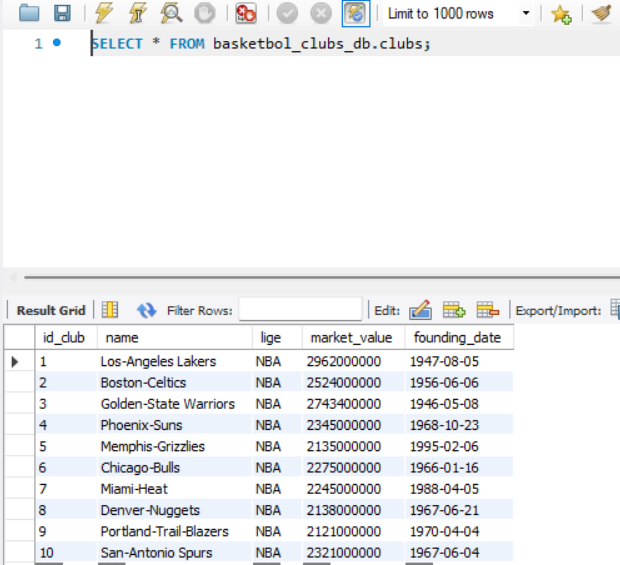 Limit to 1000 rows
1 SELECT * FROM basketbol_clubs_db.clubs;
Result Grid Filter Rows: Edit: Export/Import:
id_club name lige market_value founding_date
1 Los-Angeles Lakers NBA 2962000000 1947-08-05
2 Boston-Celtics NBA 2524000000 1956-06-06
3 Golden-State Warriors NBA 2743400000 1946-05-08
4 Phoenix-Suns NBA 2345000000 1968-10-23
5 Memphis-Grizzlies NBA 2135000000 1995-02-06
6 Chicago-Bulls NBA 2275000000 1966-01-16
7 Miami-Heat NBA 2245000000 1988-04-05
8 Denver-Nuggets NBA 2138000000 1967-06-21
9 Portland-Trail-Blazers NBA 2121000000 1970-04-04
10 San-Antonio Spurs NBA 2321000000 1967-06-04